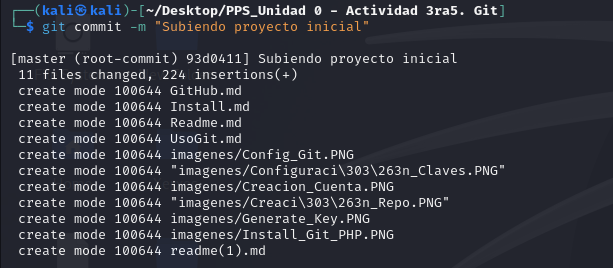 ┌──(kali㉿kali)-[~/Desktop/PPS_Unidad 0 - Actividad 3ra5. Git]
└─$ git commit -m "Subiendo proyecto inicial"
[master (root-commit) 93d0411] Subiendo proyecto inicial
 11 files changed, 224 insertions(+)
 create mode 100644 GitHub.md
 create mode 100644 Install.md
 create mode 100644 Readme.md
 create mode 100644 UsoGit.md
 create mode 100644 imagenes/Config_Git.PNG
 create mode 100644 "imagenes/Configuraci\303\263n_Claves.PNG"
 create mode 100644 imagenes/Creacion_Cuenta.PNG
 create mode 100644 "imagenes/Creaci\303\263n_Repo.PNG"
 create mode 100644 imagenes/Generate_Key.PNG
 create mode 100644 imagenes/Install_Git_PHP.PNG
 create mode 100644 readme(1).md